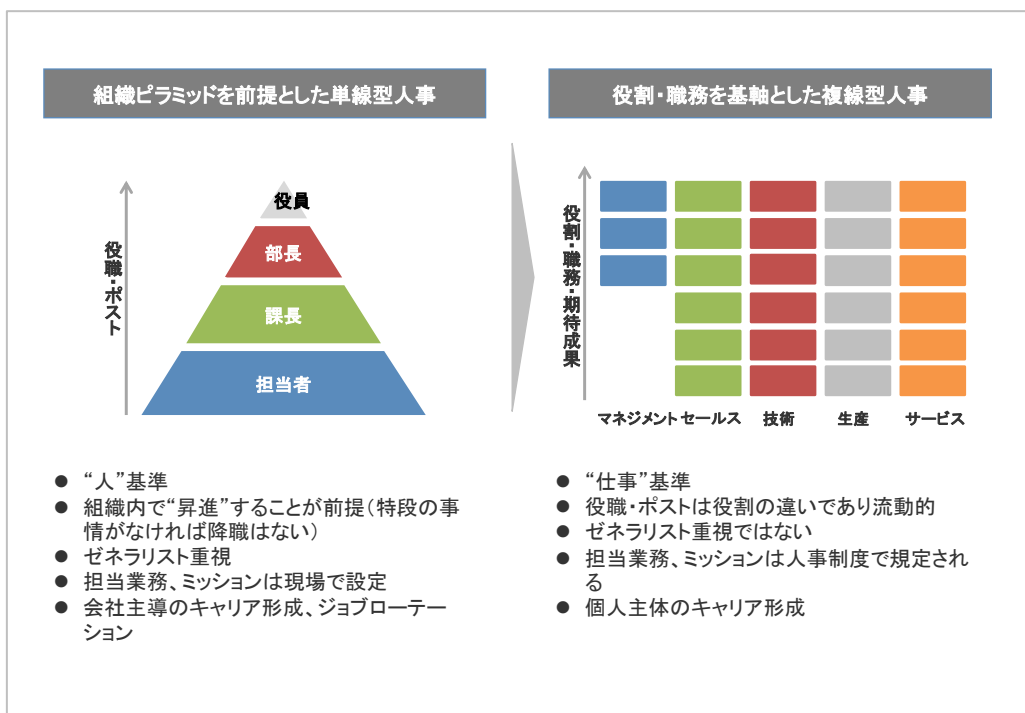 組織ピラミッドを前提とした単線型人事
役職・ポスト
役員
部長
課長
担当者
● “人”基準
● 組織内で“昇進”することが前提（特段の事
情がなければ降職はない）
● ゼネラリスト重視
● 担当業務、ミッションは現場で設定
● 会社主導のキャリア形成、ジョブローテー
ション
役割・職務を基軸とした複線型人事
役割・職務・期待成果
マネジメント セールス 技術 生産 サービス
● “仕事”基準
● 役職・ポストは役割の違いであり流動的
● ゼネラリスト重視ではない
● 担当業務、ミッションは人事制度で規定され
る
● 個人主体のキャリア形成